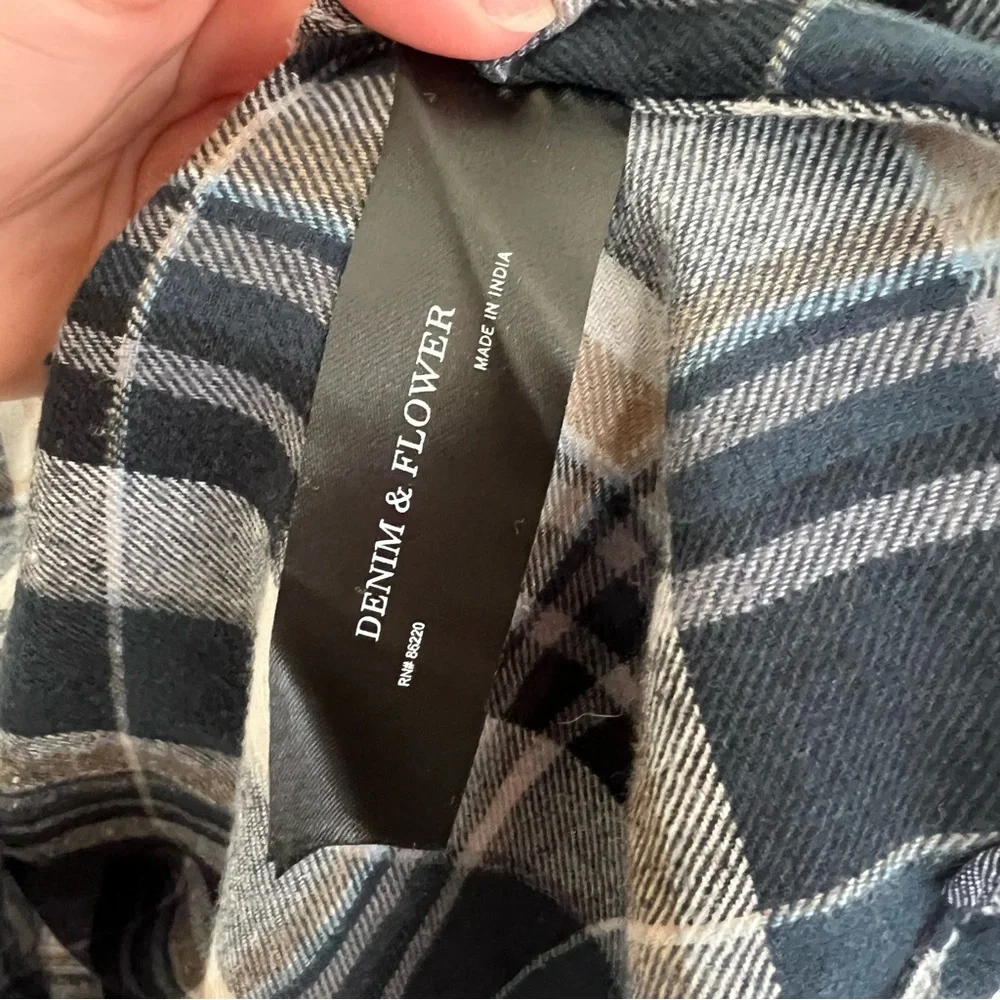 DENIM & FLOWER
MADE IN INDIA
RN# 86220